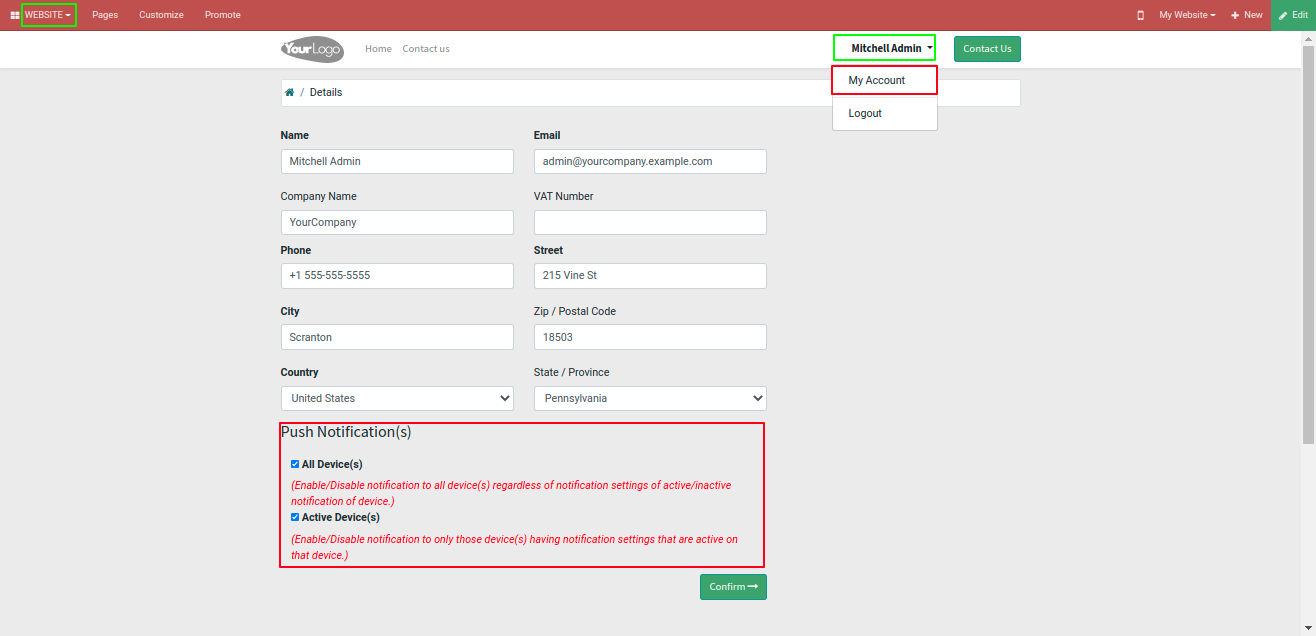 WEBSITE Pages Customize Promote My Website New Edit
YourLogo Home Contact us Mitchell Admin Contact Us
My Account
/ Details
Logout
Name Email
Mitchell Admin admin@yourcompany.example.com
Company Name VAT Number
YourCompany
Phone Street
+1 555-555-5555 215 Vine St
City Zip / Postal Code
Scranton 18503
Country State / Province
United States Pennsylvania
Push Notification(s)
All Device(s)
(Enable/Disable notification to all device(s) regardless of notification settings of active/inactive
notification of device.)
Active Device(s)
(Enable/Disable notification to only those device(s) having notification settings that are active on
that device.)
Confirm